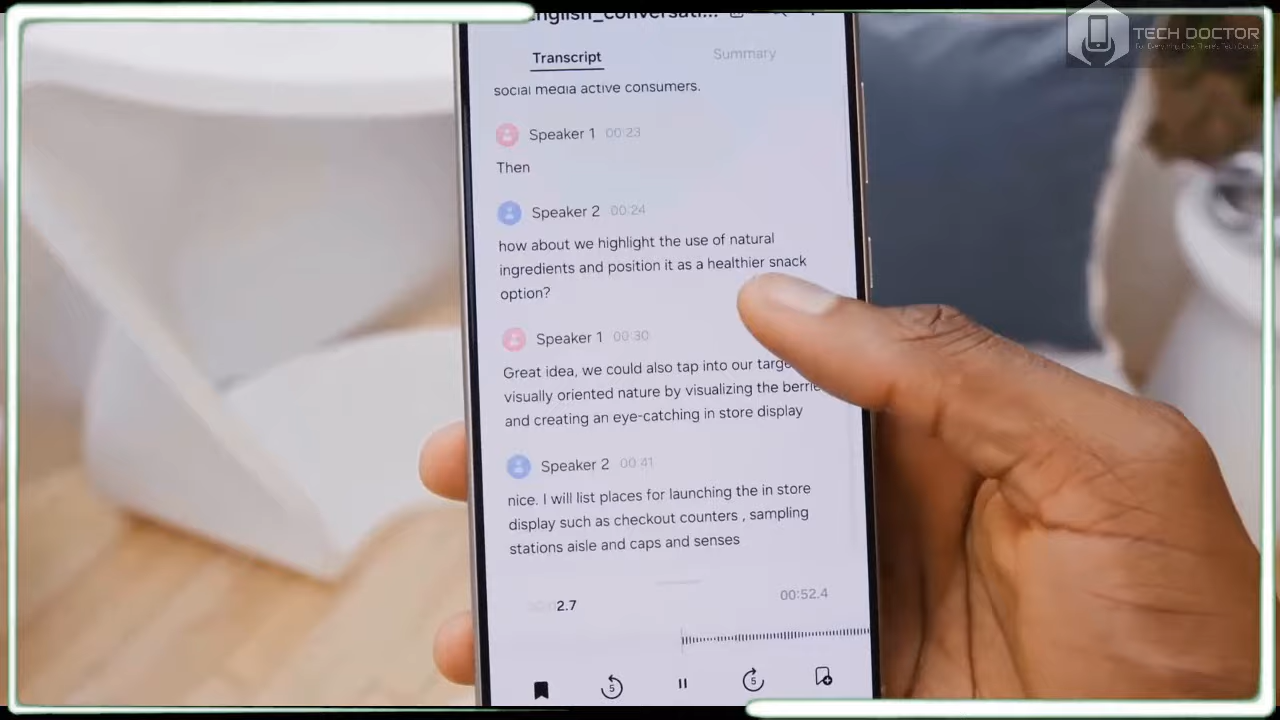 TECH DOCTOR
Transcript
Summary
social media active consumers.
Speaker 1 00:23
Then
Speaker 2 00:24
how about we highlight the use of natural
ingredients and position it as a healthier snack
option?
Speaker 1 00:30
Great idea, we could also tap into our
visually oriented nature by visualizing the
and creating an eye-catching in store display
Speaker 2 00:41
nice. I will list places for launching the in store
display such as checkout counters , sampling
stations aisle and caps and senses
2.7
00:52.4
5
5